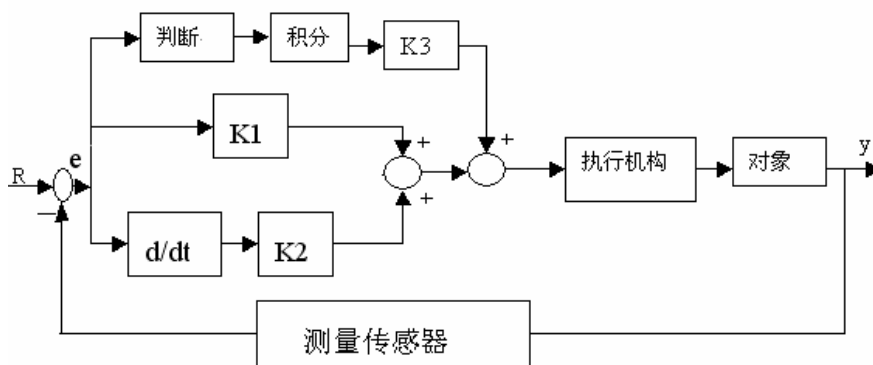 判断
积分
K3
K1
+
+
R
e
执行机构
对象
y
−
+
d/dt
K2
测量传感器